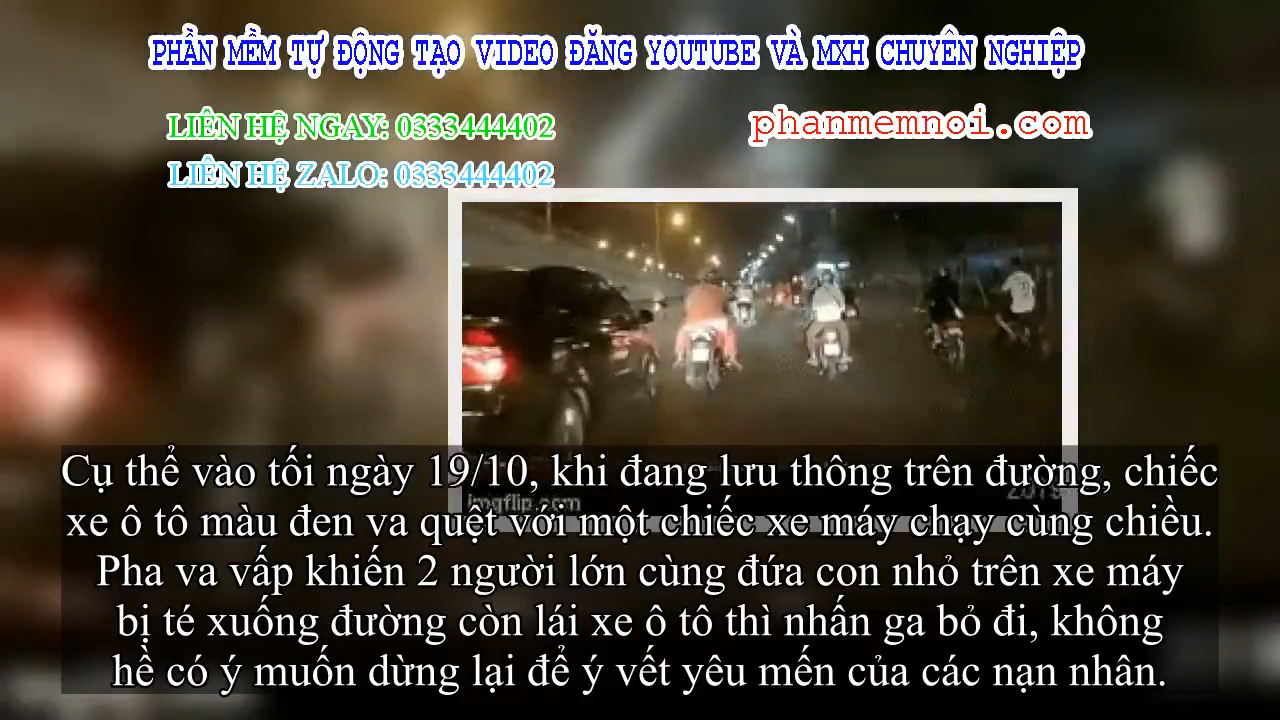 PHẦN MỀM TỰ ĐỘNG TẠO VIDEO ĐĂNG YOUTUBE VÀ MXH CHUYÊN NGHIỆP
LIÊN HỆ NGAY: 0333444402
phanmemnoi.com
LIÊN HỆ ZALO: 0333444402
Cụ thể vào tối ngày 19/10, khi đang lưu thông trên đường, chiếc
xe ô tô màu đen va quệt với một chiếc xe máy chạy cùng chiều.
Pha va vấp khiến 2 người lớn cùng đứa con nhỏ trên xe máy
bị té xuống đường còn lái xe ô tô thì nhấn ga bỏ đi, không
hề có ý muốn dừng lại để ý vết yêu mến của các nạn nhân.
imgflip.com